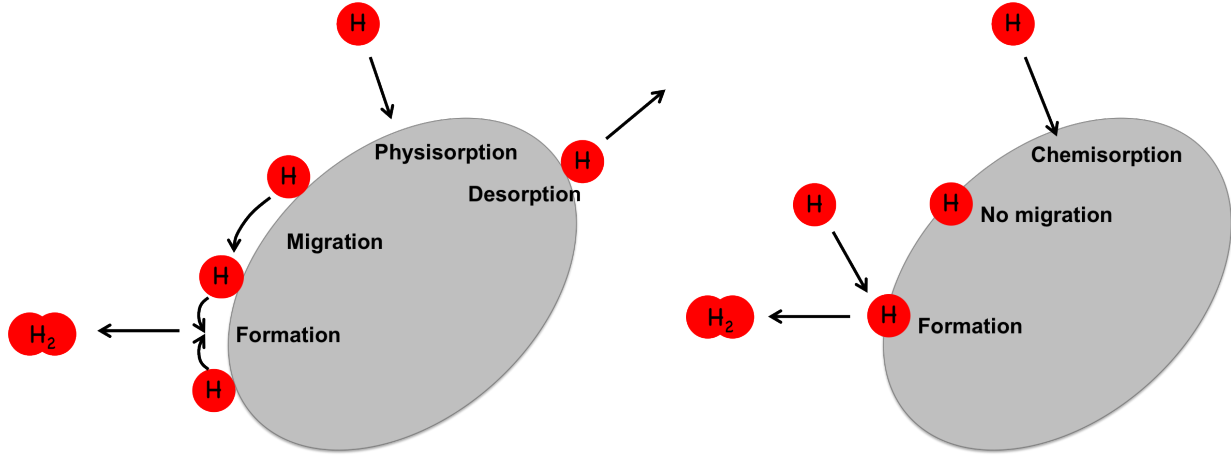 H
Physisorption
H
Desorption
H
Migration
H
Formation
H2
H
H
Chemisorption
H
No migration
H
H
Formation
H2